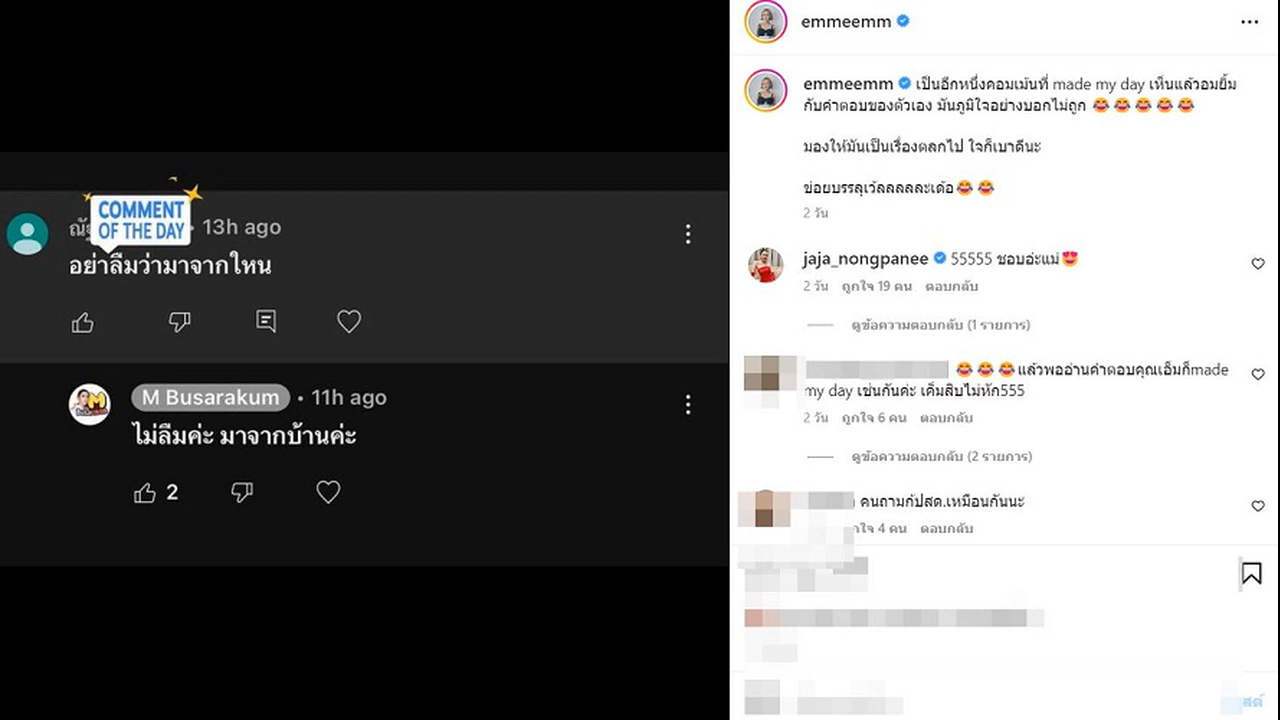 COMMENT
OF THE DAY
13h ago
อย่าลืมว่ามาจากใหน
M Busarakum • 11h ago
ไม่ลืมค่ะ มาจากบ้านค่ะ
2
emmeemm
emmeemm เป็นอีกหนึ่งคอมเม้นที่ made my day เห็นแล้วอมยิ้ม
กับคำตอบของตัวเอง มันภูมิใจอย่างบอกไม่ถูก 😂😂😂😂😂
มองให้มันเป็นเรื่องตลกไป ใจก็เบาดีนะ
ข่อยบรรลุเว้ลลลลละเด้อ😂😂
2 วัน
jaja_nongpanee 55555 ชอบอ่ะแม่😍
2 วัน ถูกใจ 19 คน ตอบกลับ
ดูข้อความตอบกลับ (1 รายการ)
😂😂😂แล้วพออ่านคำตอบคุณเอ็มก็made
my day เช่นกันค่ะ เต็มสิบไม่หัก555
2 วัน ถูกใจ 6 คน ตอบกลับ
ดูข้อความตอบกลับ (2 รายการ)
คนถามก้ปสด.เหมือนกันนะ
4 คน ตอบกลับ